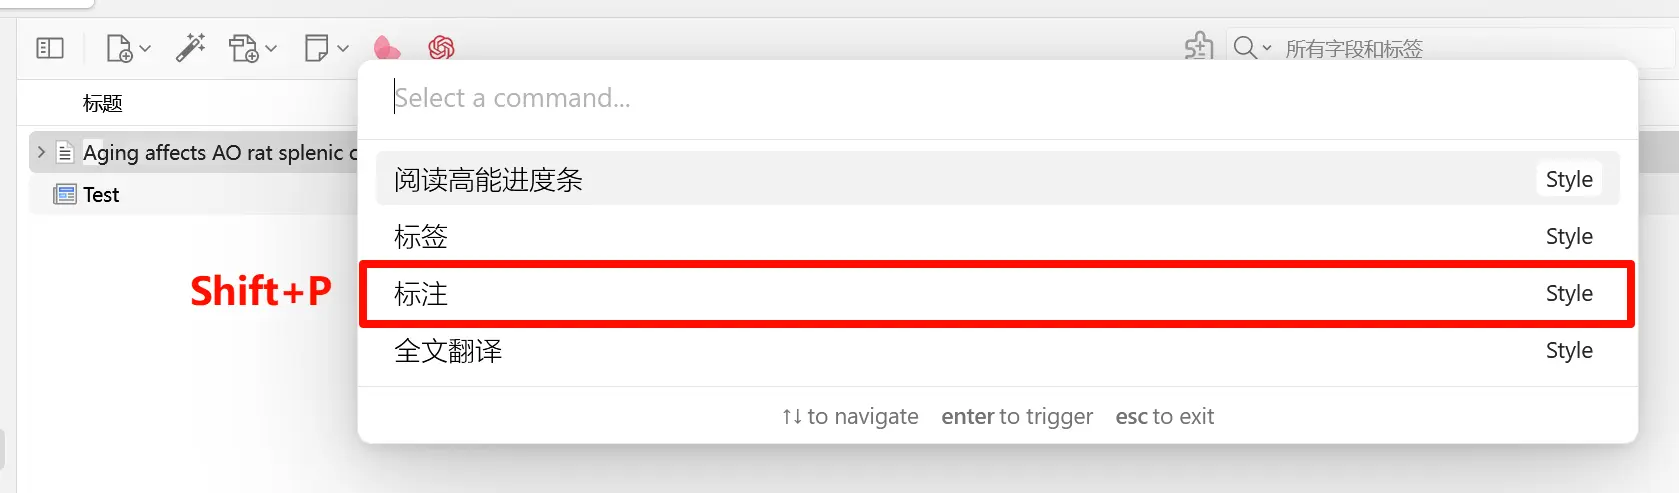 所有字段和标签
Select a command...
标题
Aging affects AO rat splenic c
阅读高能进度条 Style
Test
标签 Style
Shift+P
标注 Style
全文翻译 Style
↑↓ to navigate enter to trigger esc to exit